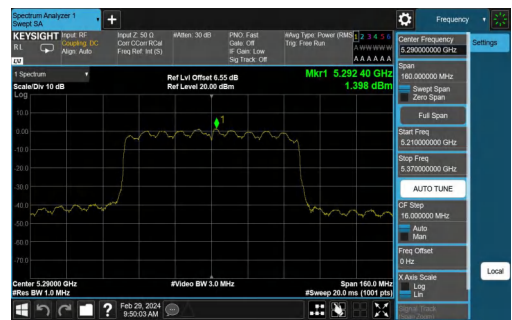 Spectrum Analyzer 1
Swept SA
Frequency
KEYSIGHT
Input: RF
Input Z: 50 Ω
#Atten: 30 dB
PNO: Fast
#Avg Type: Power (RMS)
1 2 3 4 5 6
RL
Coupling: DC
Corr CCorr RCal
Gate: Off
Trig: Free Run
Align: Auto
Freq Ref: Int (S)
IF Gain: Low
Sig Track: Off
A W W W W W
A A A A A A
LV
1 Spectrum
Scale/Div 10 dB
Ref Lvl Offset 6.55 dB
Ref Level 20.00 dBm
Mkr1 5.292 40 GHz
1.398 dBm
Log
10.0
0.00
-10.0
-20.0
-30.0
-40.0
-50.0
-60.0
-70.0
1
Center 5.29000 GHz
#Res BW 1.0 MHz
#Video BW 3.0 MHz
Span 160.0 MHz
#Sweep 20.0 ms (1001 pts)
Feb 29, 2024
9:50:03 AM
?
Center Frequency
5.290000000 GHz
Settings
Span
160.000000 MHz
Swept Span
Zero Span
Full Span
Start Freq
5.210000000 GHz
Stop Freq
5.370000000 GHz
AUTO TUNE
CF Step
16.000000 MHz
Auto
Man
Freq Offset
0 Hz
X Axis Scale
Log
Lin
Local
Signal Track